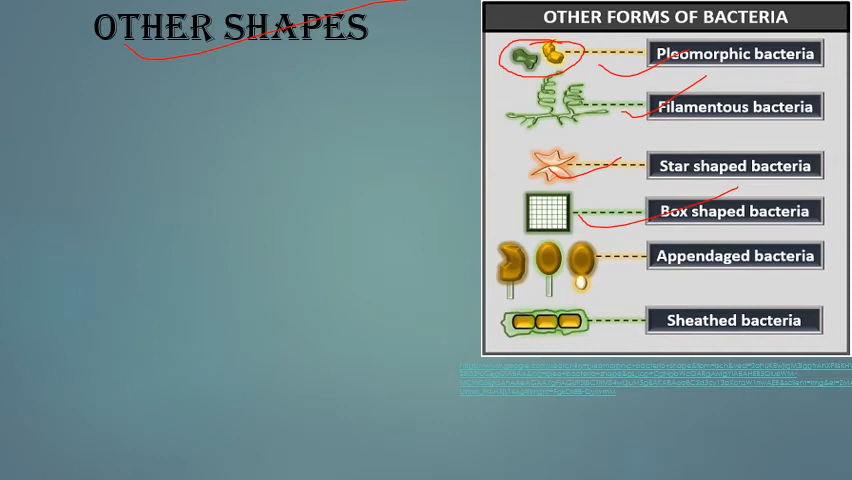 OTHER SHAPES
OTHER FORMS OF BACTERIA
Pleomorphic bacteria
Filamentous bacteria
Star shaped bacteria
Box shaped bacteria
Appendaged bacteria
Sheathed bacteria